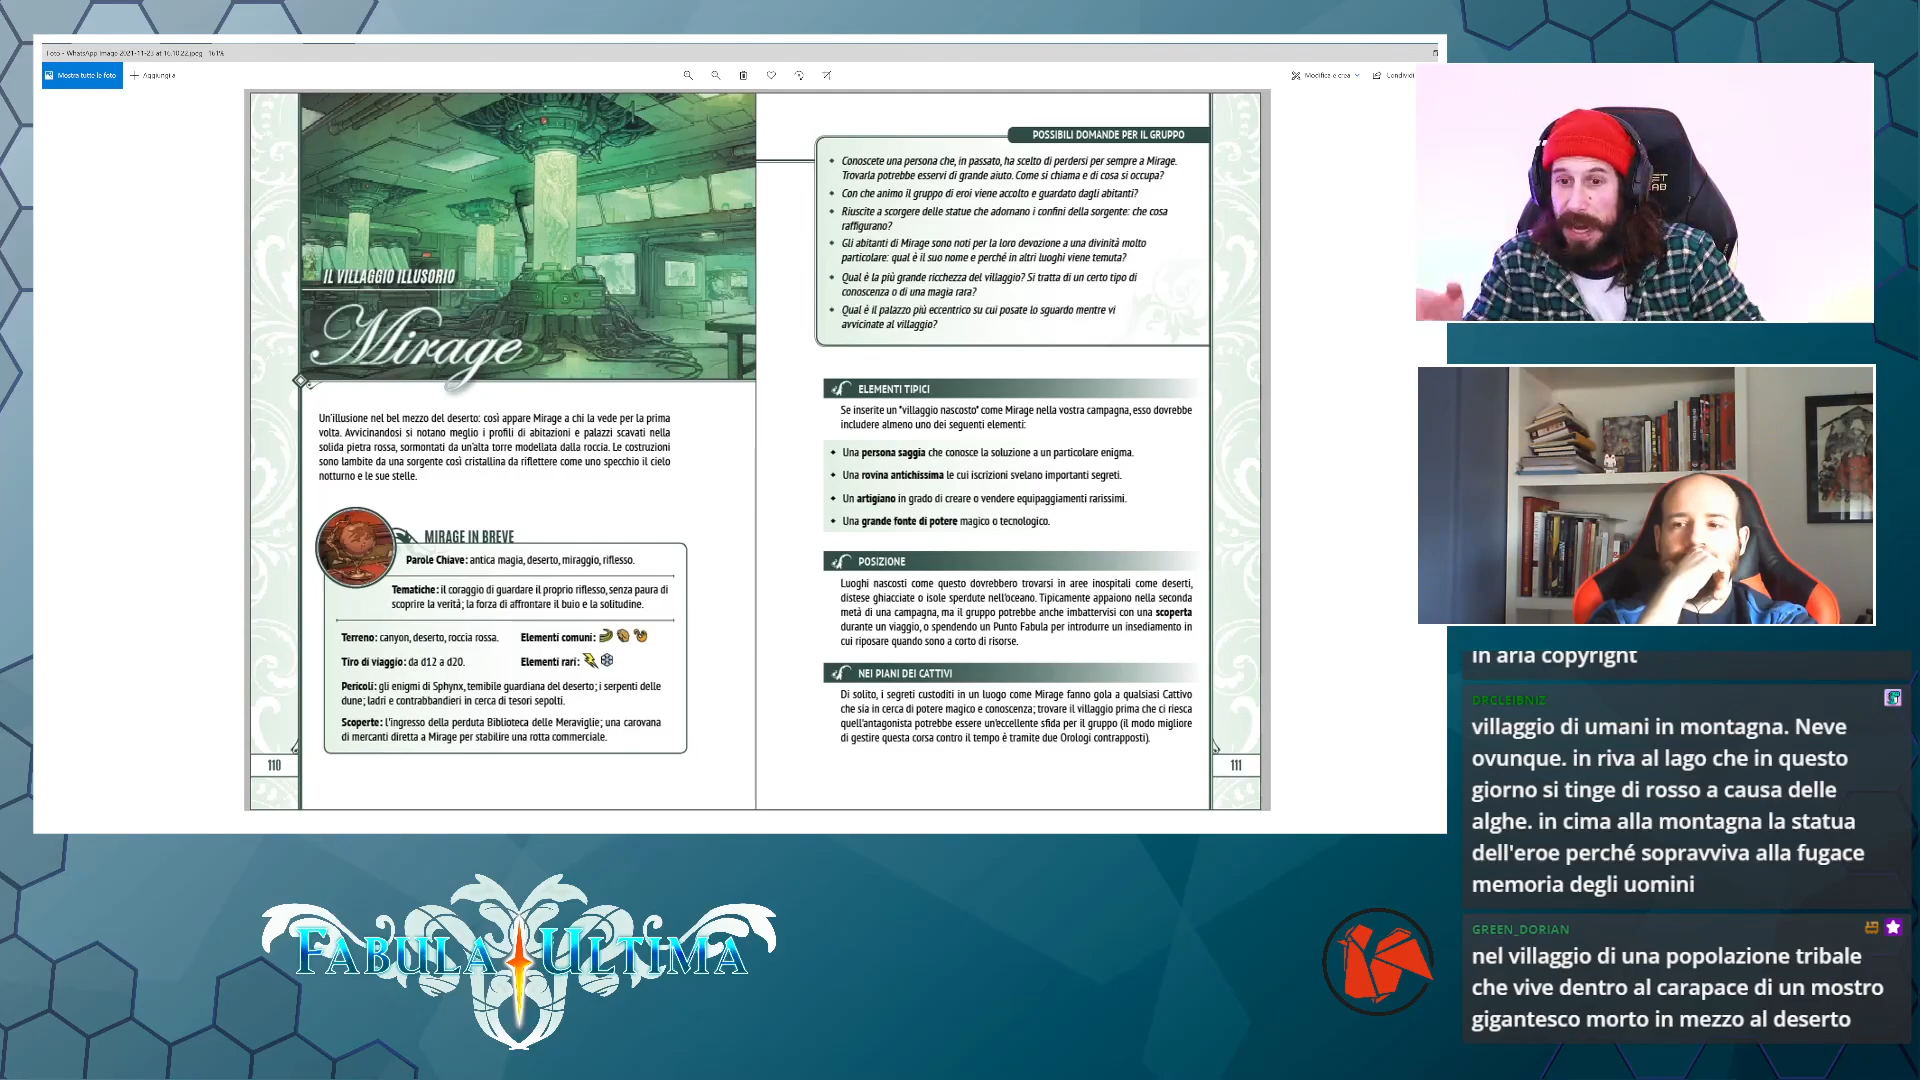 Foto - WhatsApp Image 2021-11-23 at 16.10.22.jpeg - 161%
Mostra tutte le foto
Aggiungi a
Modifica e crea
Condividi
IL VILLAGGIO ILLUSORIO
Mirage
Un'illusione nel bel mezzo del deserto: così appare Mirage a chi la vede per la prima
volta. Avvicinandosi si notano meglio i profili di abitazioni e palazzi scavati nella
solida pietra rossa, sormontati da un'alta torre modellata dalla roccia. Le costruzioni
sono lambite da una sorgente così cristallina da riflettere come uno specchio il cielo
notturno e le sue stelle.
MIRAGE IN BREVE
Parole Chiave: antica magia, deserto, miraggio, riflesso.
Tematiche: il coraggio di guardare il proprio riflesso, senza paura di
scoprire la verità; la forza di affrontare il buio e la solitudine.
Terreno: canyon, deserto, roccia rossa.
Elementi comuni:
Tiro di viaggio: da d12 a d20.
Elementi rari:
Pericoli: gli enigmi di Sphynx, temibile guardiana del deserto; i serpenti delle
dune; ladri e contrabbandieri in cerca di tesori sepolti.
Scoperte: l'ingresso della perduta Biblioteca delle Meraviglie; una carovana
di mercanti diretta a Mirage per stabilire una rotta commerciale.
110
POSSIBILI DOMANDE PER IL GRUPPO
Conoscete una persona che, in passato, ha scelto di perdersi per sempre a Mirage.
Trovarla potrebbe esservi di grande aiuto. Come si chiama e di cosa si occupa?
Con che animo il gruppo di eroi viene accolto e guardato dagli abitanti?
Riuscite a scorgere delle statue che adornano i confini della sorgente: che cosa
raffigurano?
Gli abitanti di Mirage sono noti per la loro devozione a una divinità molto
particolare: qual è il suo nome e perché in altri luoghi viene temuta?
Qual è la più grande ricchezza del villaggio? Si tratta di un certo tipo di
conoscenza o di una magia rara?
Qual è il palazzo più eccentrico su cui posate lo sguardo mentre vi
avvicinate al villaggio?
ELEMENTI TIPICI
Se inserite un "villaggio nascosto" come Mirage nella vostra campagna, esso dovrebbe
includere almeno uno dei seguenti elementi:
Una persona saggia che conosce la soluzione a un particolare enigma.
Una rovina antichissima le cui iscrizioni svelano importanti segreti.
Un artigiano in grado di creare o vendere equipaggiamenti rarissimi.
Una grande fonte di potere magico o tecnologico.
POSIZIONE
Luoghi nascosti come questo dovrebbero trovarsi in aree inospitali come deserti,
distese ghiacciate o isole sperdute nell'oceano. Tipicamente appaiono nella seconda
metà di una campagna, ma il gruppo potrebbe anche imbattervisi con una scoperta
durante un viaggio, o spendendo un Punto Fabula per introdurre un insediamento in
cui riposare quando sono a corto di risorse.
NEI PIANI DEI CATTIVI
Di solito, i segreti custoditi in un luogo come Mirage fanno gola a qualsiasi Cattivo
che sia in cerca di potere magico e conoscenza; trovare il villaggio prima che ci riesca
quell'antagonista potrebbe essere un'eccellente sfida per il gruppo (il modo migliore
di gestire questa corsa contro il tempo è tramite due Orologi contrapposti).
111
in aria copyright
DRCLEIBNIZ
villaggio di umani in montagna. Neve
ovunque. in riva al lago che in questo
giorno si tinge di rosso a causa delle
alghe. in cima alla montagna la statua
dell'eroe perché sopravviva alla fugace
memoria degli uomini
GREEN_DORIAN
nel villaggio di una popolazione tribale
che vive dentro al carapace di un mostro
gigantesco morto in mezzo al deserto
FABULA ULTIMA